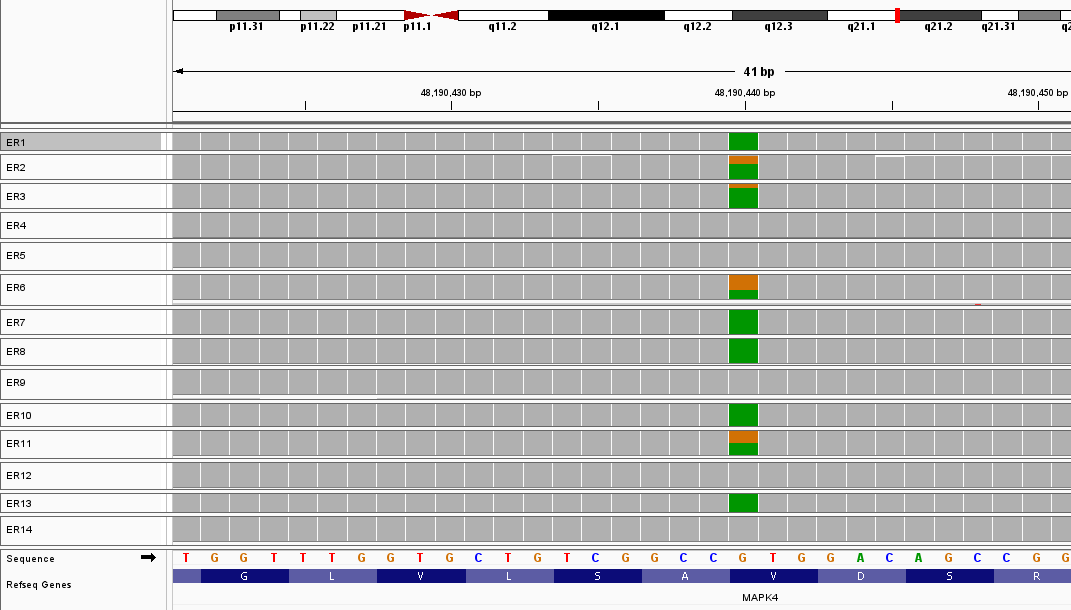 p11.31 p11.22 p11.21 p11.1 q11.2 q12.1 q12.2 q12.3 q21.1 q21.2 q21.31 q2
41 bp
48,190,430 bp 48,190,440 bp 48,190,450 bp
ER1
ER2
ER3
ER4
ER5
ER6
ER7
ER8
ER9
ER10
ER11
ER12
ER13
ER14
Sequence T G G T T T G G T G C T G T C G G C C G T G G A C A G C C G G
Refseq Genes G L V L S A V D S R
MAPK4